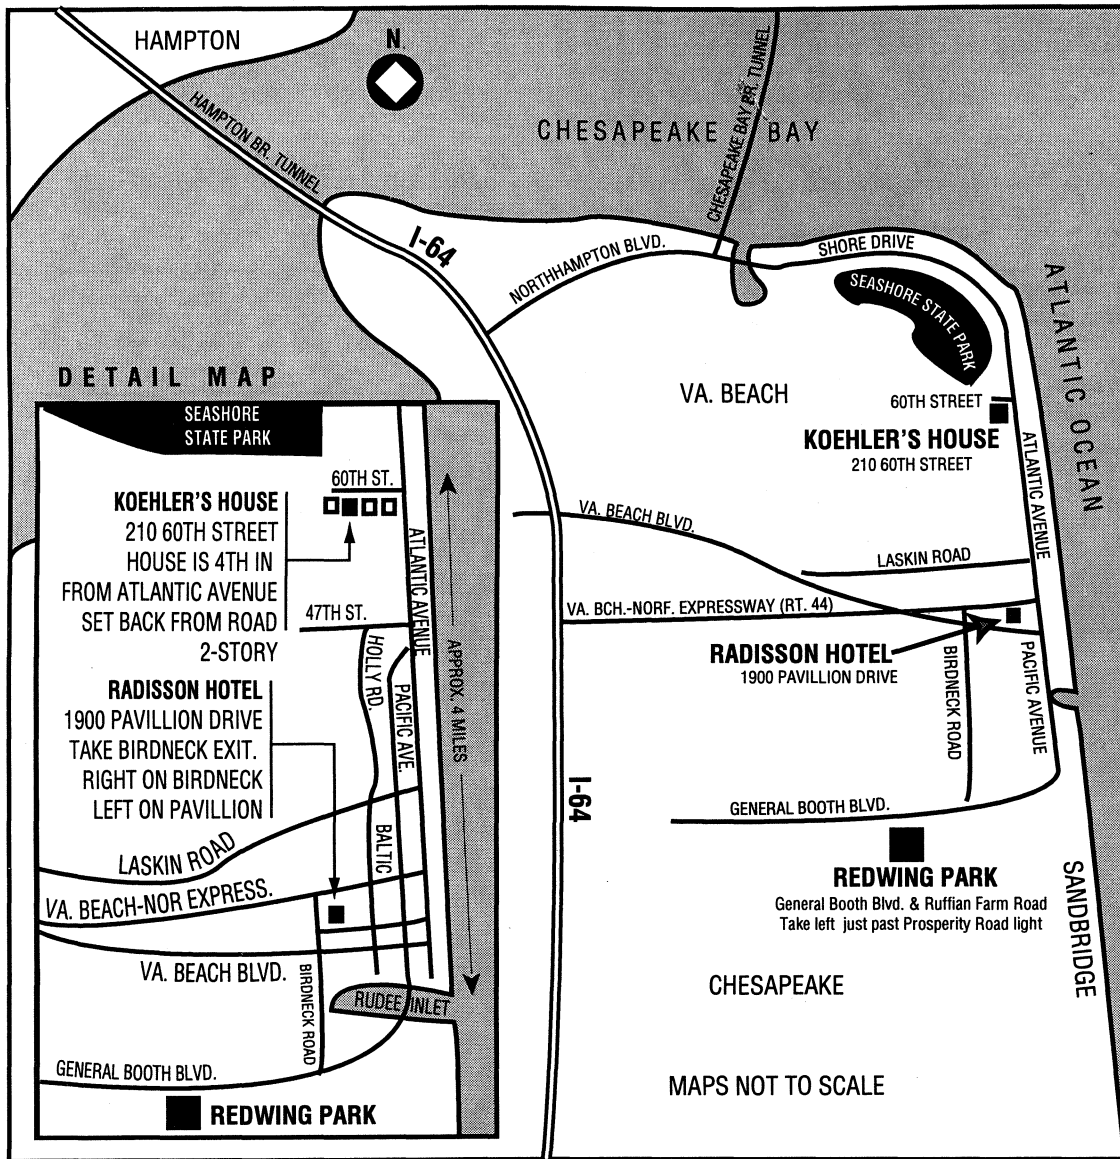 HAMPTON
N
HAMPTON BR. TUNNEL
CHESAPEAKE BAY BR. TUNNEL
CHESAPEAKE BAY
I-64
NORTHHAMPTON BLVD.
SHORE DRIVE
SEASHORE STATE PARK
ATLANTIC OCEAN
VA. BEACH
60TH STREET
KOEHLER'S HOUSE
210 60TH STREET
ATLANTIC AVENUE
VA. BEACH BLVD.
LASKIN ROAD
VA. BCH.-NORF. EXPRESSWAY (RT. 44)
RADISSON HOTEL
1900 PAVILLION DRIVE
BIRDNECK ROAD
PACIFIC AVENUE
I-64
GENERAL BOOTH BLVD.
REDWING PARK
General Booth Blvd. & Ruffian Farm Road
Take left just past Prosperity Road light
SANDBRIDGE
CHESAPEAKE
MAPS NOT TO SCALE
DETAIL MAP
SEASHORE
STATE PARK
60TH ST.
KOEHLER'S HOUSE
210 60TH STREET
HOUSE IS 4TH IN
FROM ATLANTIC AVENUE
SET BACK FROM ROAD
2-STORY
ATLANTIC AVENUE
47TH ST.
HOLLY RD.
PACIFIC AVE.
APPROX. 4 MILES
RADISSON HOTEL
1900 PAVILLION DRIVE
TAKE BIRDNECK EXIT.
RIGHT ON BIRDNECK
LEFT ON PAVILLION
BALTIC
LASKIN ROAD
VA. BEACH-NOR EXPRESS.
VA. BEACH BLVD.
BIRDNECK ROAD
RUDEE INLET
GENERAL BOOTH BLVD.
REDWING PARK